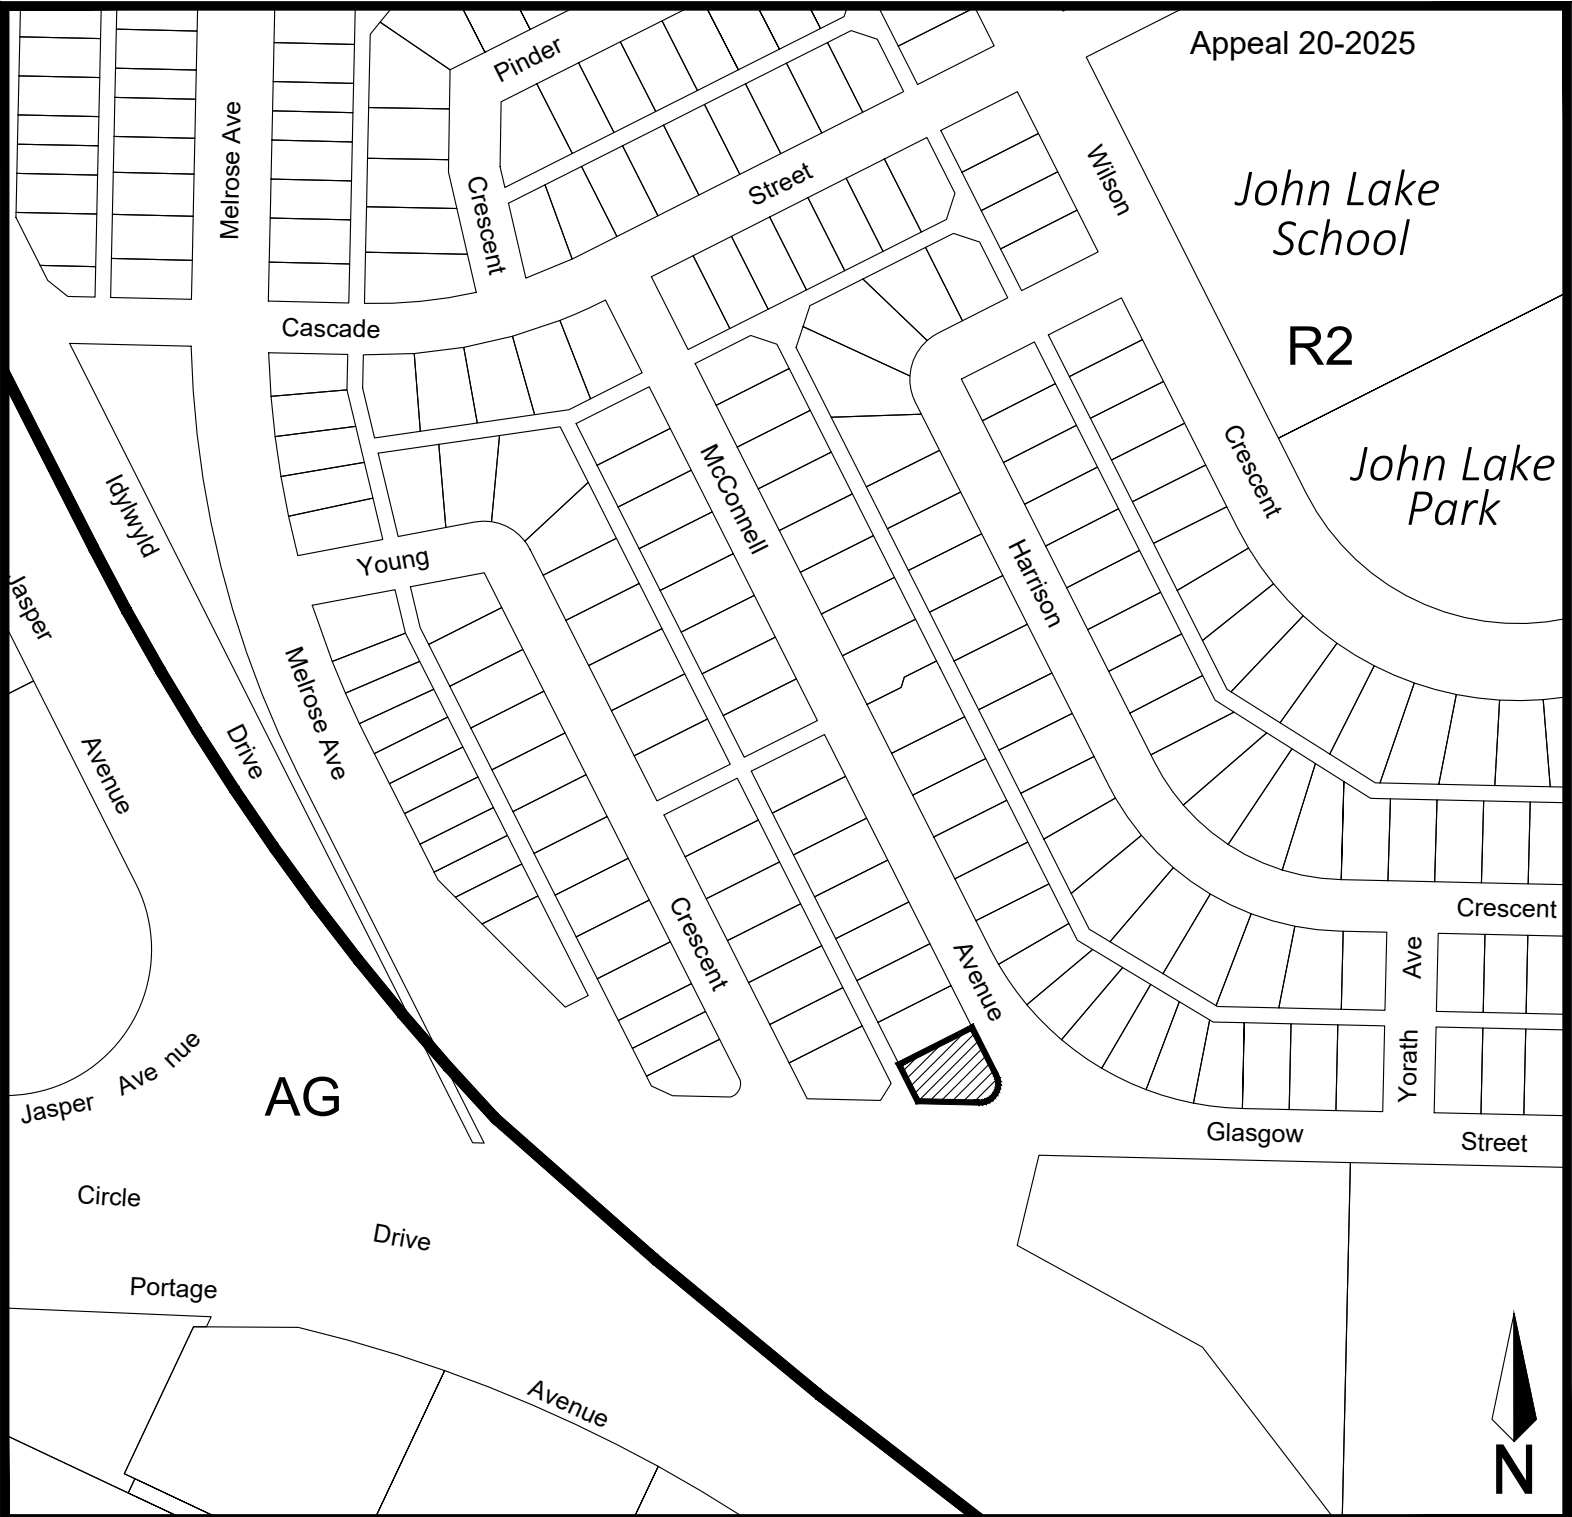 Appeal 20-2025
Pinder
Crescent
Melrose Ave
Street
Wilson
Crescent
John Lake
School
R2
John Lake
Park
Cascade
Idylwyld
Drive
Young
Crescent
McConnell
Avenue
Harrison
Crescent
Jasper
Avenue
Melrose Ave
Ave
Yorath
Jasper
Ave nue
AG
Glasgow
Street
Circle
Drive
Portage
Avenue
N